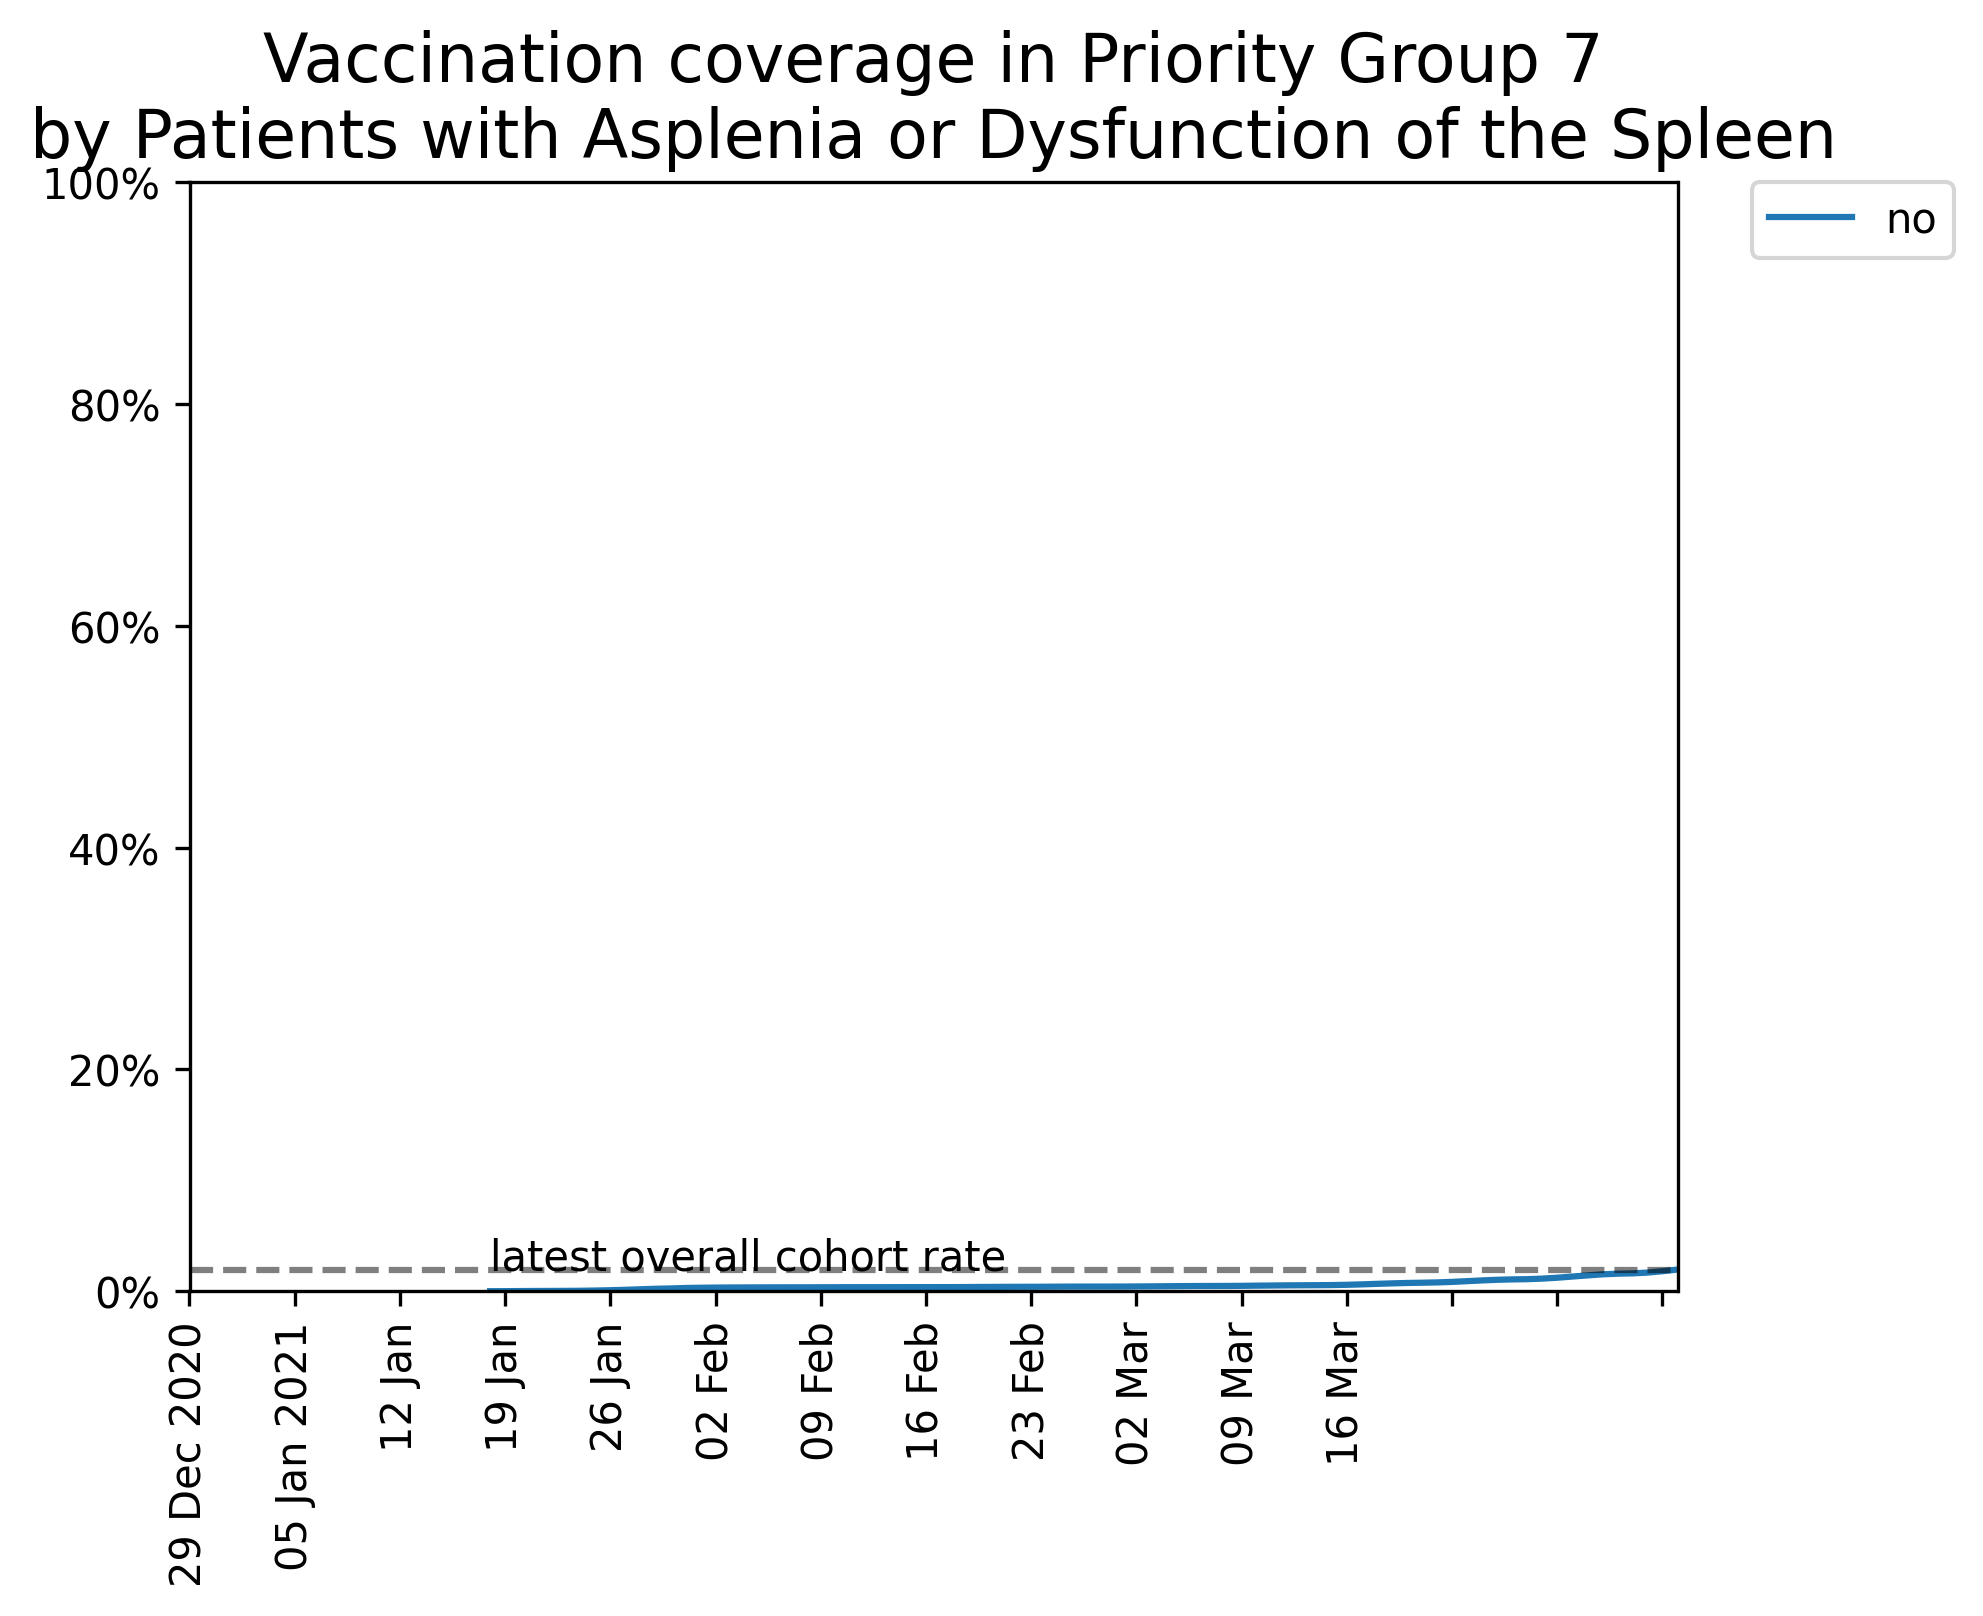 Vaccination coverage in Priority Group 7
by Patients with Asplenia or Dysfunction of the Spleen
100%
80%
60%
40%
20%
0%
no
latest overall cohort rate
29 Dec 2020
05 Jan 2021
12 Jan
19 Jan
26 Jan
02 Feb
09 Feb
16 Feb
23 Feb
02 Mar
09 Mar
16 Mar